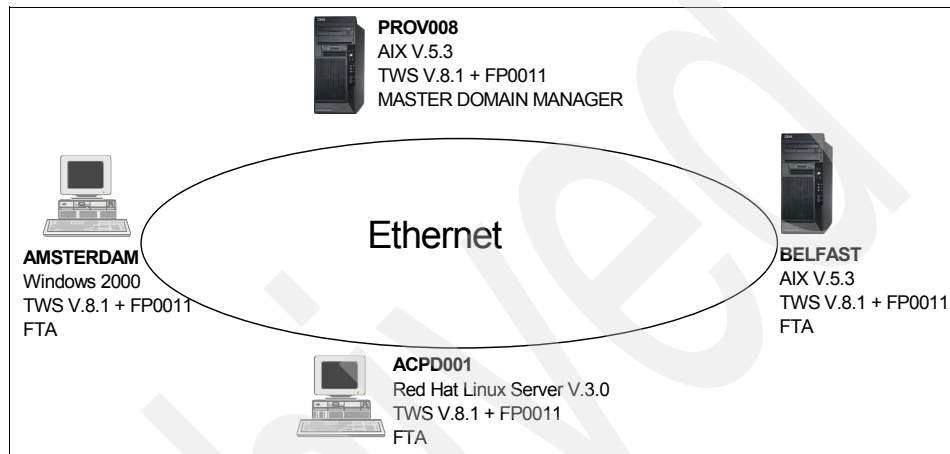 PROV008
AIX V.5.3
TWS V.8.1 + FP0011
MASTER DOMAIN MANAGER
Ethernet
AMSTERDAM
Windows 2000
TWS V.8.1 + FP0011
FTA
BELFAST
AIX V.5.3
TWS V.8.1 + FP0011
FTA
ACPD001
Red Hat Linux Server V.3.0
TWS V.8.1 + FP0011
FTA